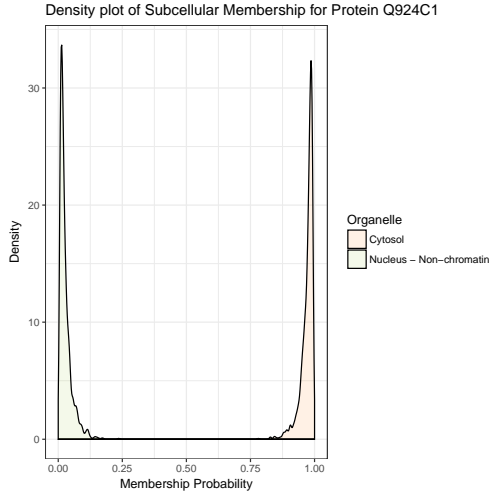 Density plot of Subcellular Membership for Protein Q924C1
Density
30
20
10
0
0.00 0.25 0.50 0.75 1.00
Membership Probability
Organelle
Cytosol
Nucleus − Non−chromatin